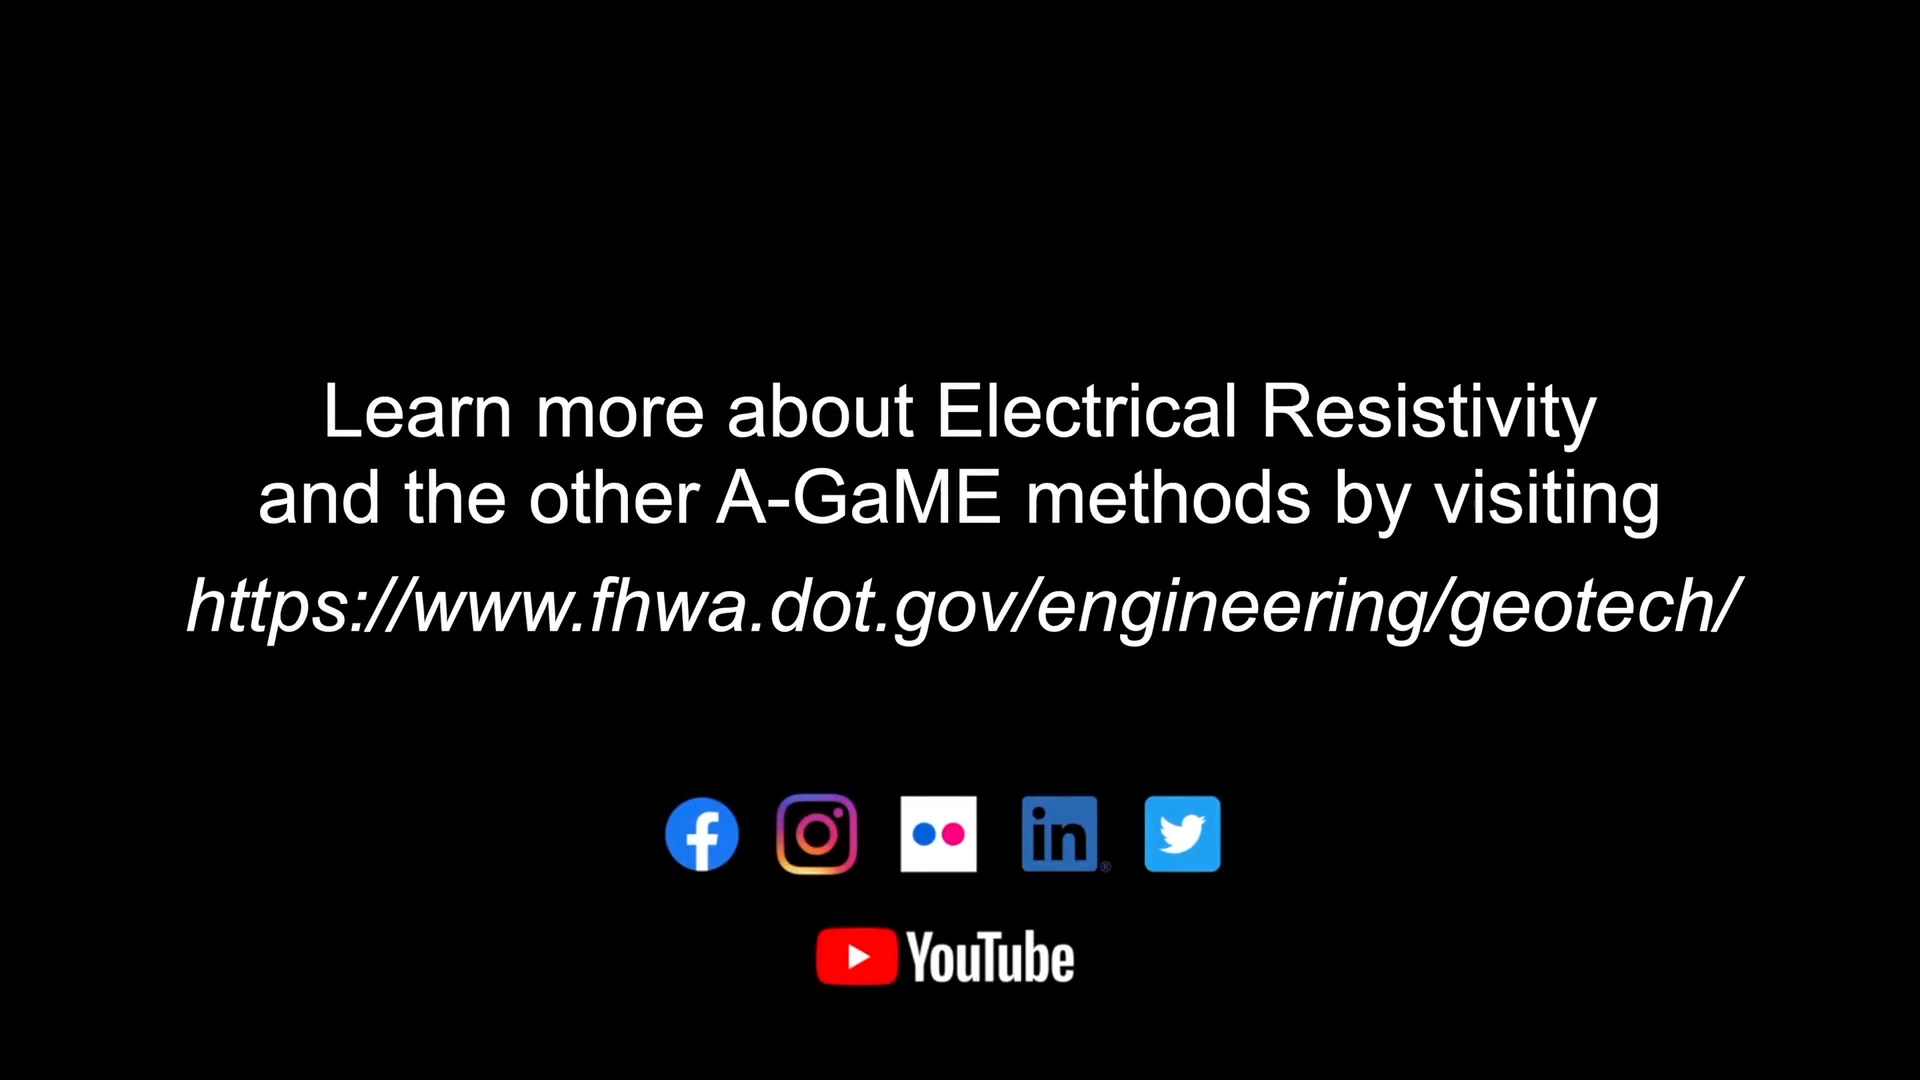 Learn more about Electrical Resistivity
and the other A-GaME methods by visiting
https://www.fhwa.dot.gov/engineering/geotech/
f in ®
YouTube